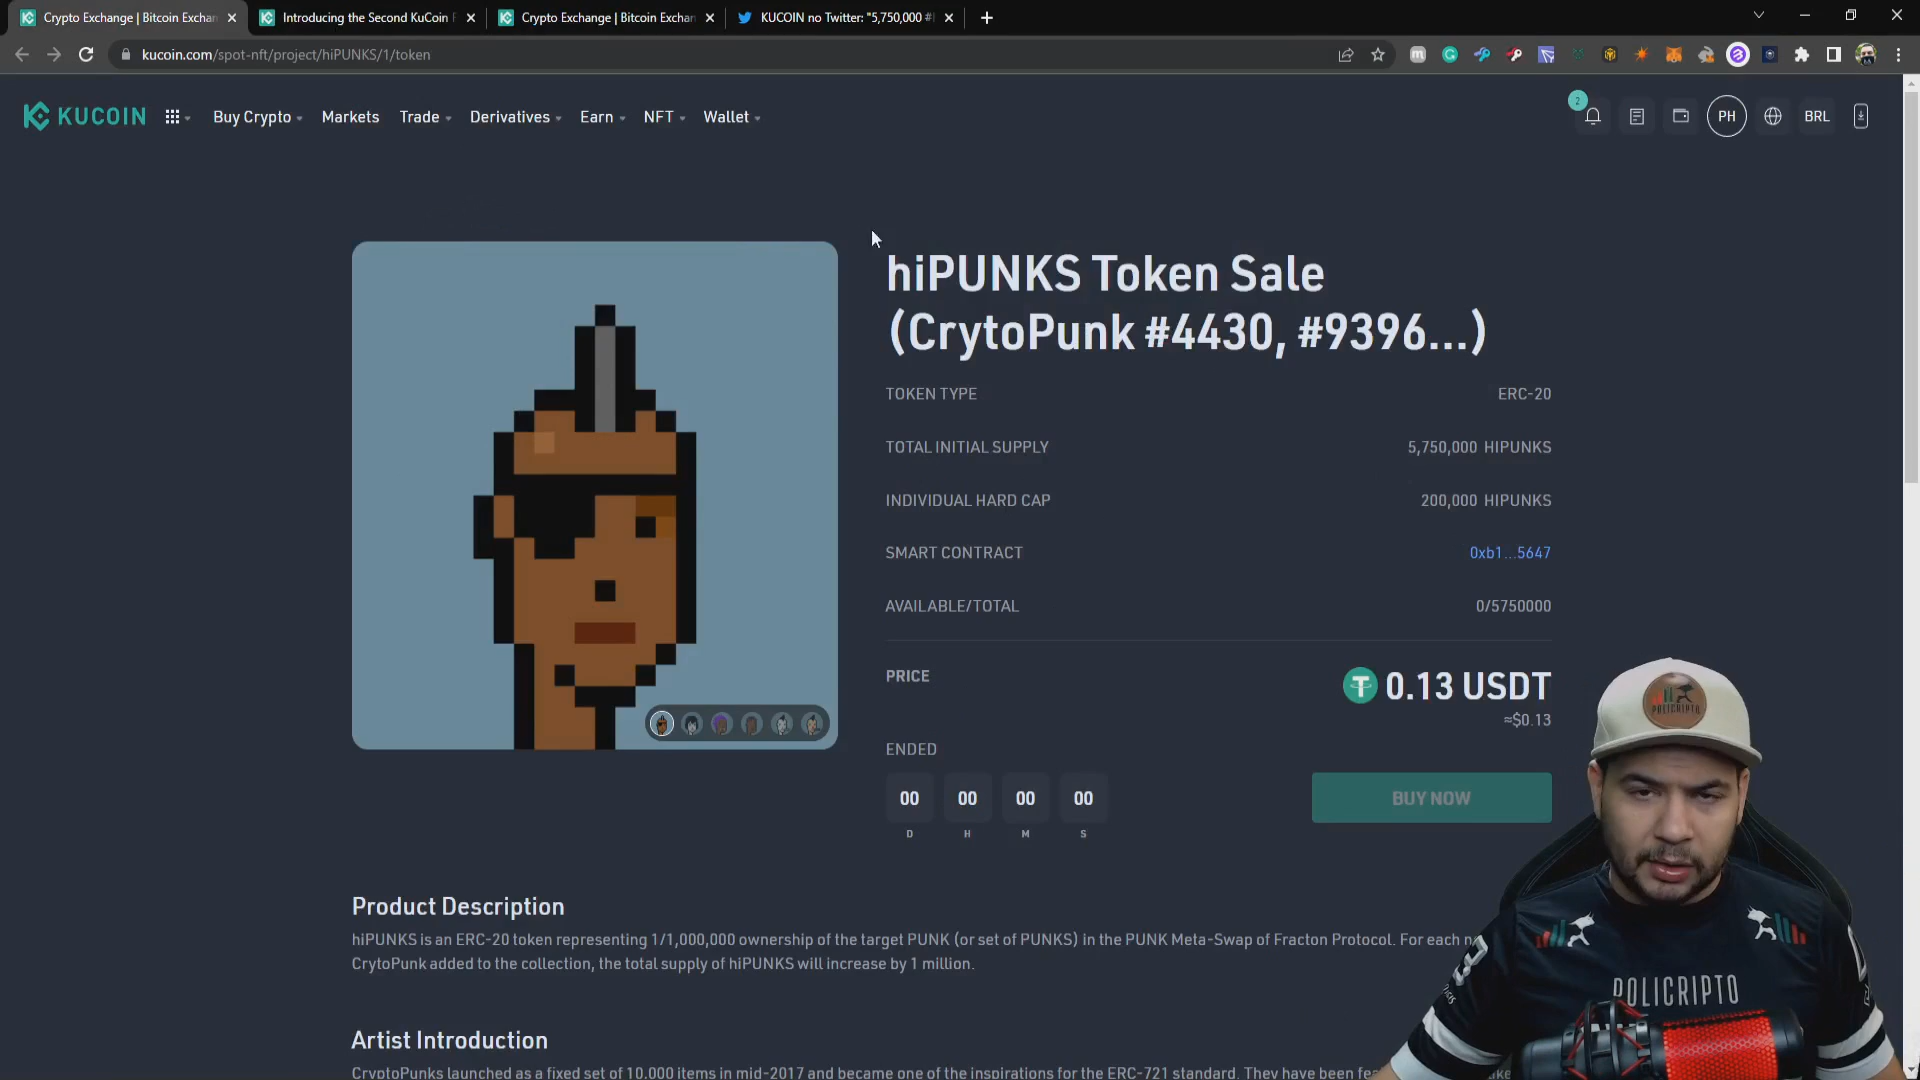 Crypto Exchange | Bitcoin Exchan
Introducing the Second KuCoin
Crypto Exchange | Bitcoin Exchan
KUCOIN no Twitter: "5,750,000 #
kucoin.com/spot-nft/project/hiPUNKS/1/token
KUCOIN
Buy Crypto
Markets
Trade
Derivatives
Earn
NFT
Wallet
2
PH
BRL
hiPUNKS Token Sale
(CrytoPunk #4430, #9396...)
TOKEN TYPE ERC-20
TOTAL INITIAL SUPPLY 5,750,000 HIPUNKS
INDIVIDUAL HARD CAP 200,000 HIPUNKS
SMART CONTRACT 0xb1...5647
AVAILABLE/TOTAL 0/5750000
PRICE 0.13 USDT
≈$0.13
ENDED
00 00 00 00
D H M S
BUY NOW
Product Description
hiPUNKS is an ERC-20 token representing 1/1,000,000 ownership of the target PUNK (or set of PUNKS) in the PUNK Meta-Swap of Fracton Protocol. For each
CrytoPunk added to the collection, the total supply of hiPUNKS will increase by 1 million.
Artist Introduction
CryptoPunks launched as a fixed set of 10,000 items in mid-2017 and became one of the inspirations for the ERC-721 standard. They have been
POLICRIPTO
POLICRIPTO